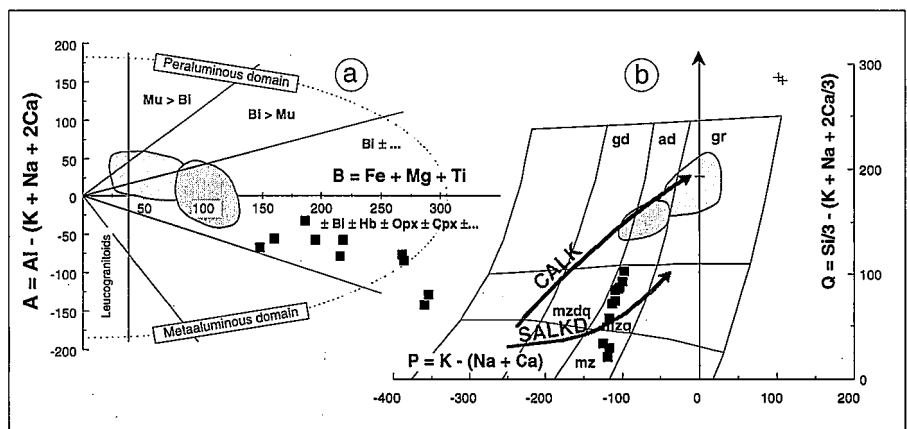 a
b
200
150
100
50
0
-50
-100
-150
-200
A = Al - (K + Na + 2Ca)
Peraluminous domain
Mu > Bi
Bi > Mu
Bi ± ...
B = Fe + Mg + Ti
50
100
150
200
250
300
± Bi ± Hb ± Opx ± Cpx ±...
Leucogranitoids
Metaaluminous domain
gd
ad
gr
CALK
SALKD
mzdq
mzq
mz
P = K - (Na + Ca)
-400
-300
-200
-100
0
100
200
300
200
100
0
Q = Si/3 - (K + Na + 2Ca/3)